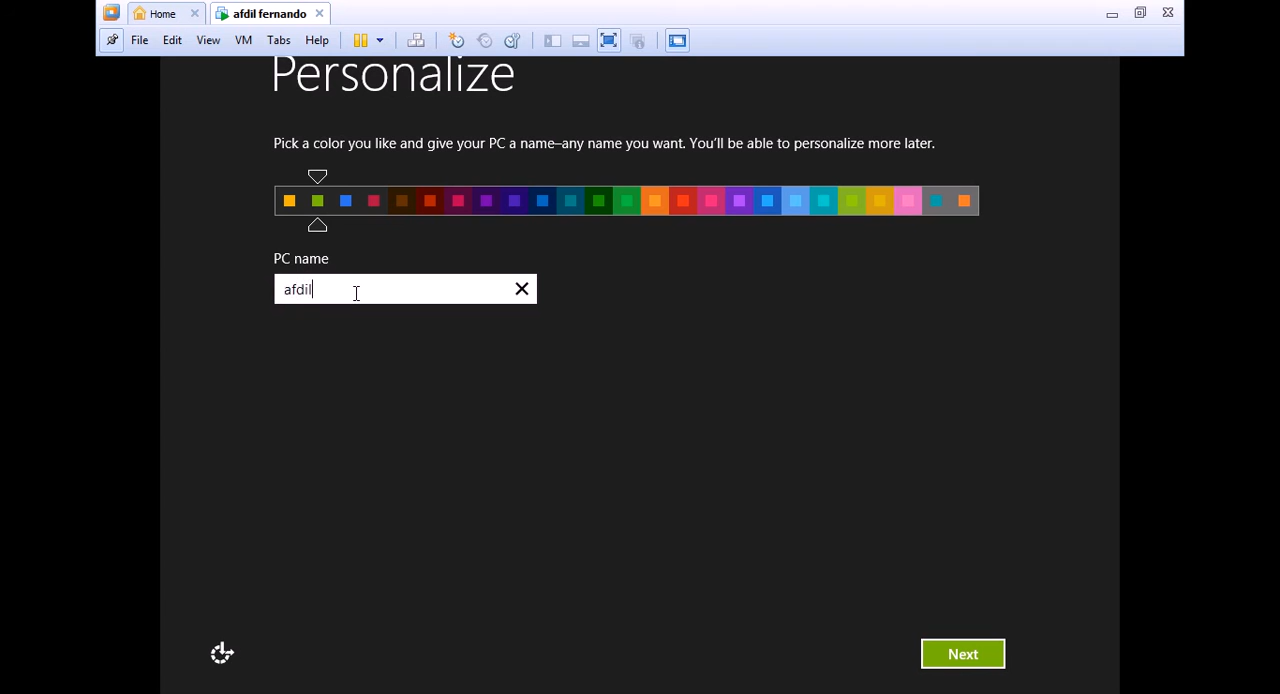 Home
afdil fernando
File Edit View VM Tabs Help
Personalize
Pick a color you like and give your PC a name–any name you want. You'll be able to personalize more later.
PC name
afdil
Next